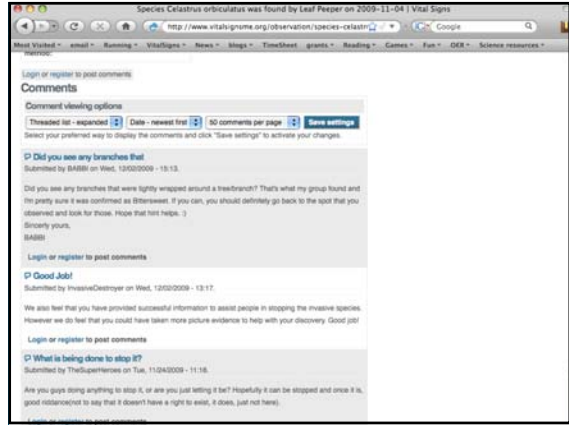 Species Celastrus orbiculatus was found by Leaf Peeper on 2009-11-04 | Vital Signs
http://www.vitalsignsme.org/observation/species-celastr
Google
Most Visited email Running VitalSigns News blogs TimeSheet grants Reading Games Fun OER Science resources
method:
Login or register to post comments
Comments
Comment viewing options
Threaded list - expanded Date - newest first 50 comments per page Save settings
Select your preferred way to display the comments and click "Save settings" to activate your changes.
Did you see any branches that
Submitted by BABBI on Wed, 12/02/2009 - 15:13.
Did you see any branches that were tightly wrapped around a tree/branch? That's what my group found and
I'm pretty sure it was confirmed as Bittersweet. If you can, you should definitely go back to the spot that you
observed and look for those. Hope that hint helps. :)
Sincerly yours,
BABBI
Login or register to post comments
Good Job!
Submitted by InvasiveDestroyer on Wed, 12/02/2009 - 13:17.
We also feel that you have provided successful information to assist people in stopping the invasive species.
However we do feel that you could have taken more picture evidence to help with your discovery. Good job!
Login or register to post comments
What is being done to stop it?
Submitted by TheSuperHeroes on Tue, 11/24/2009 - 11:18.
Are you guys doing anything to stop it, or are you just letting it be? Hopefully it can be stopped and once it is,
good riddance(not to say that it doesn't have a right to exist, it does, just not here).
Login or register to post comments